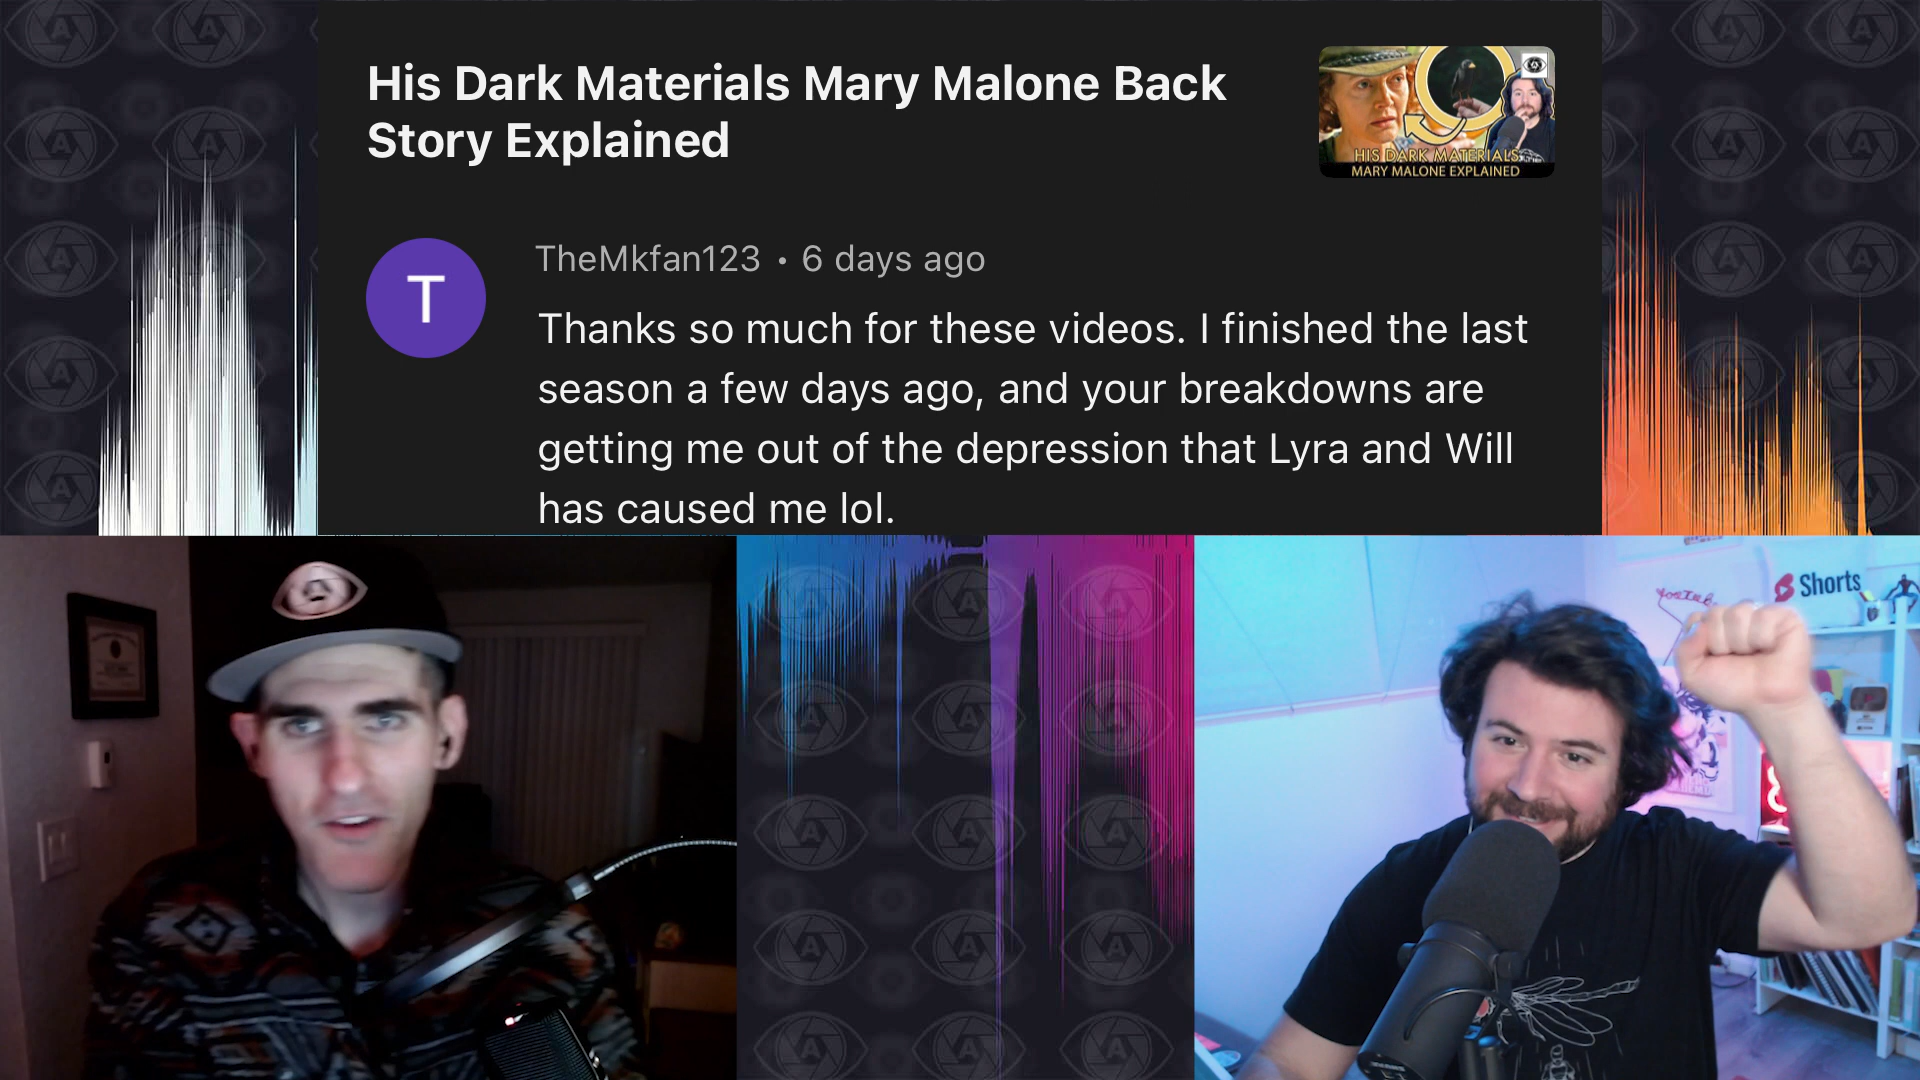 His Dark Materials Mary Malone Back
Story Explained
HIS DARK MATERIALS
MARY MALONE EXPLAINED
T
TheMkfan123 • 6 days ago
Thanks so much for these videos. I finished the last
season a few days ago, and your breakdowns are
getting me out of the depression that Lyra and Will
has caused me lol.
A
Shorts